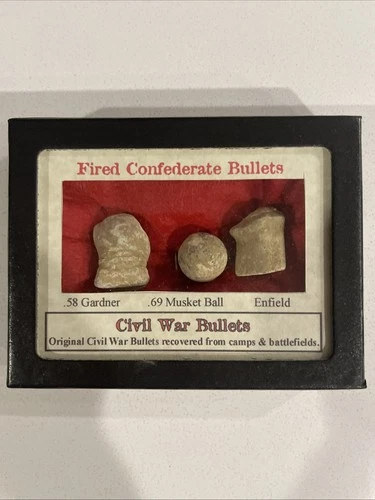 Fired Confederate Bullets
.58 Gardner .69 Musket Ball Enfield
Civil War Bullets
Original Civil War Bullets recovered from camps & battlefields.